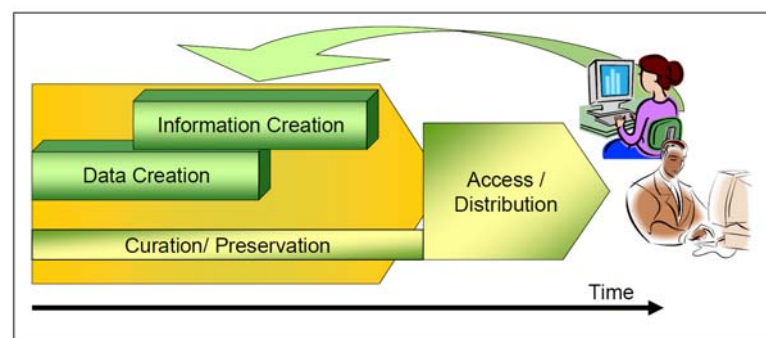 Information Creation
Data Creation
Access /
Distribution
Curation/ Preservation
Time